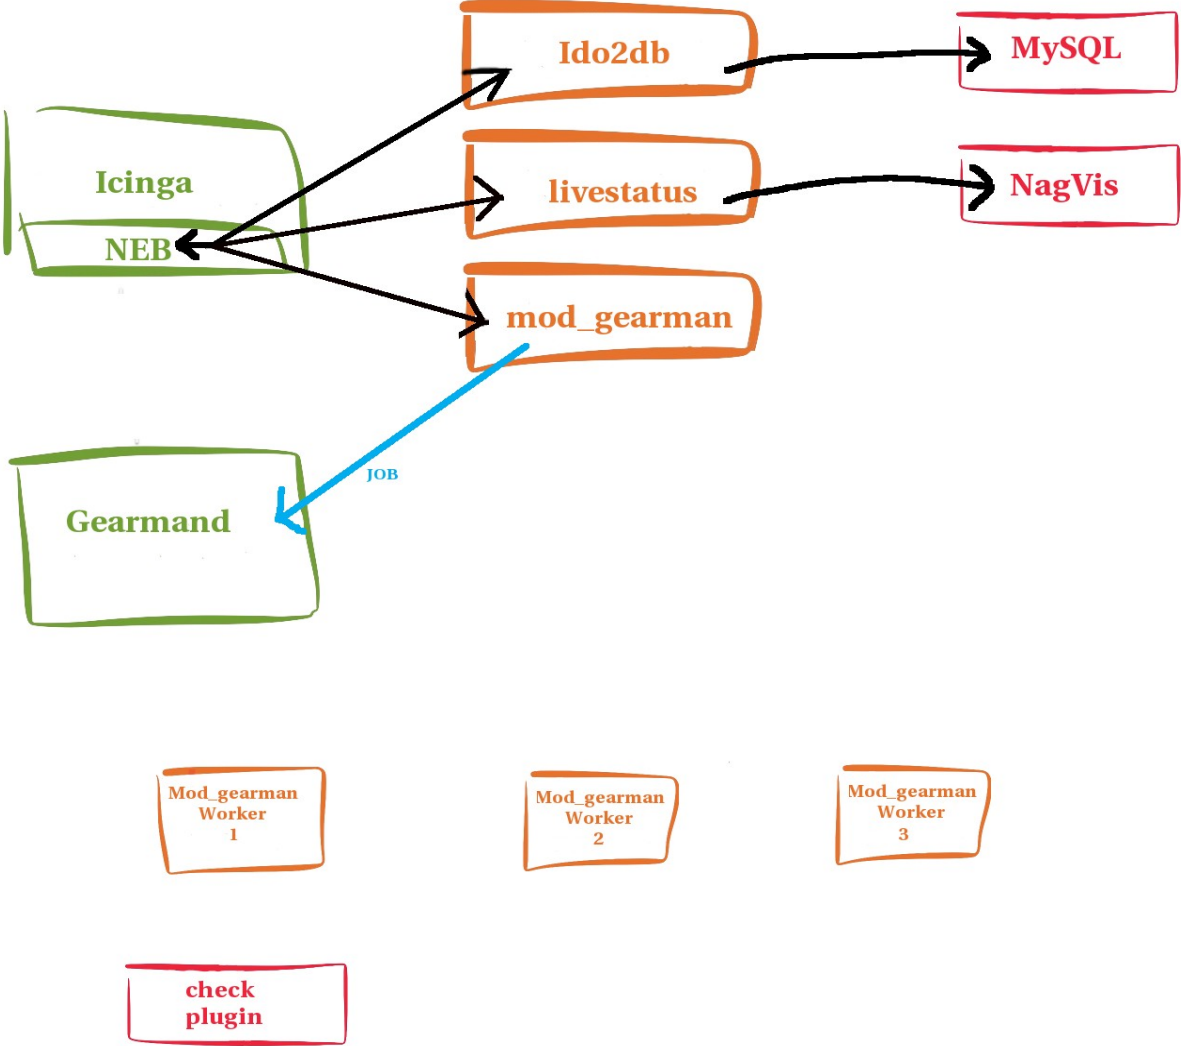 Ido2db
MySQL
Icinga
livestatus
NagVis
NEB
mod_gearman
JOB
Gearmand
Mod_gearman
Worker
1
Mod_gearman
Worker
2
Mod_gearman
Worker
3
check
plugin